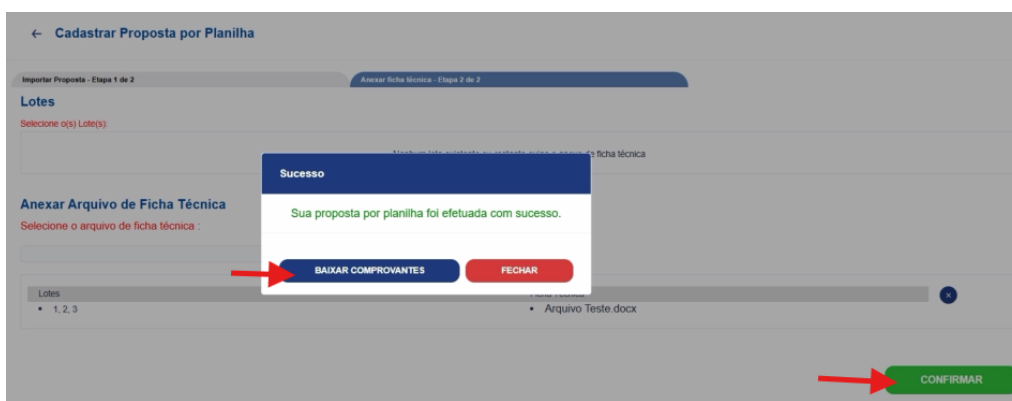 ← Cadastrar Proposta por Planilha
Importar Proposta - Etapa 1 de 2
Anexar ficha técnica - Etapa 2 de 2
Lotes
Selecione o(s) Lote(s):
de ficha técnica
Sucesso
Sua proposta por planilha foi efetuada com sucesso.
BAIXAR COMPROVANTES
FECHAR
Anexar Arquivo de Ficha Técnica
Selecione o arquivo de ficha técnica :
Lotes
• 1, 2, 3
• Arquivo Teste.docx
CONFIRMAR